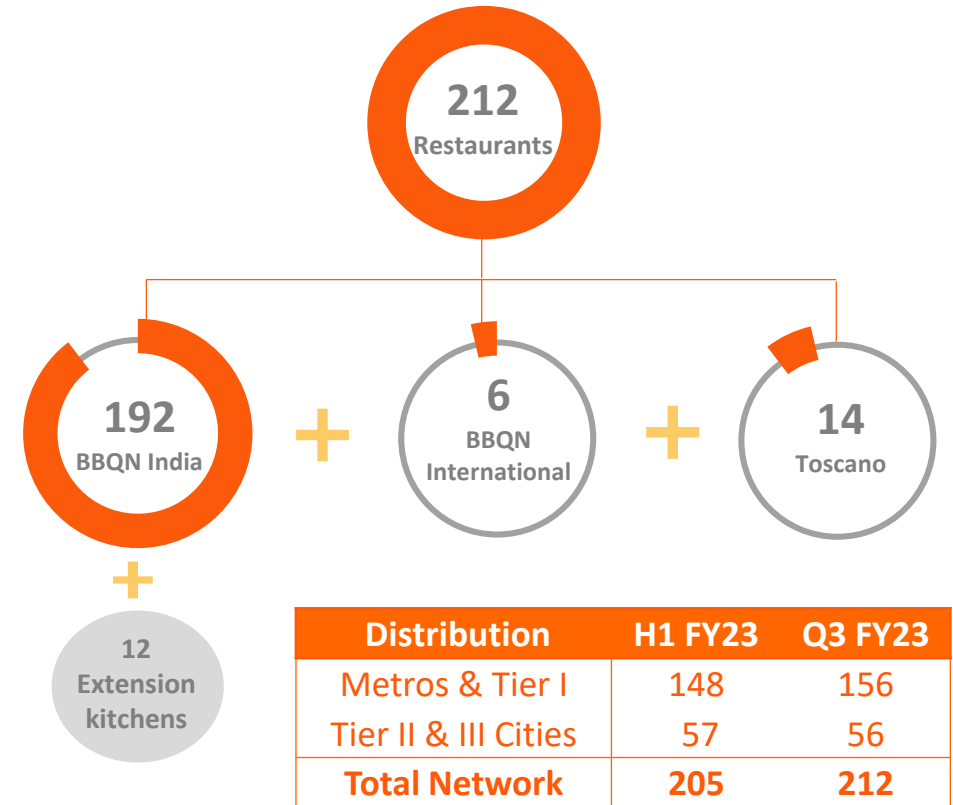 212
Restaurants
192
BBQN India
6
BBQN
International
14
Toscano
12
Extension
kitchens
Distribution H1 FY23 Q3 FY23
Metros & Tier I 148 156
Tier II & III Cities 57 56
Total Network 205 212